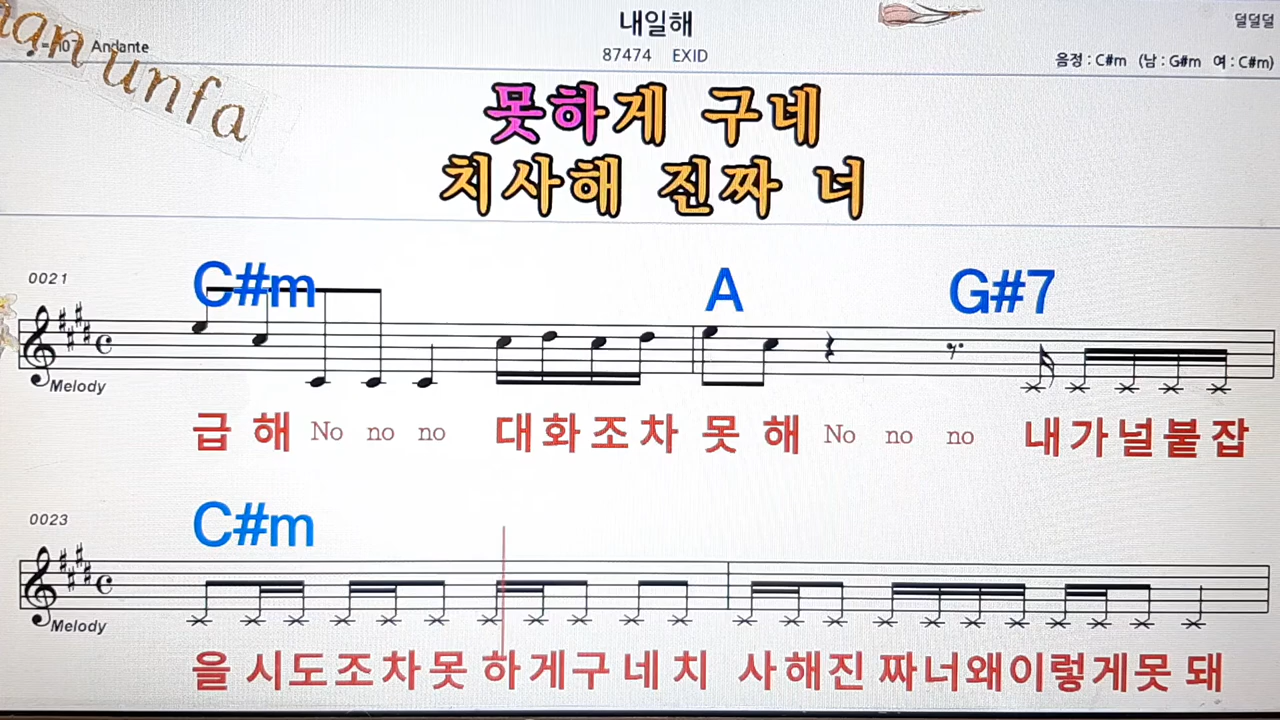 내일해
덜덜덜
Andante
87474 EXID
음정 : C#m (남 : G#m 여 : C#m)
unfa
못하게 구네
치사해 진짜 너
0021
C#m A G#7
Melody
급 해 No no no 대화조차 못 해 No no no 내가널붙잡
0023
C#m
Melody
을 시도조차못 하게구 네 치 사해진 짜너왜이렇게못 돼